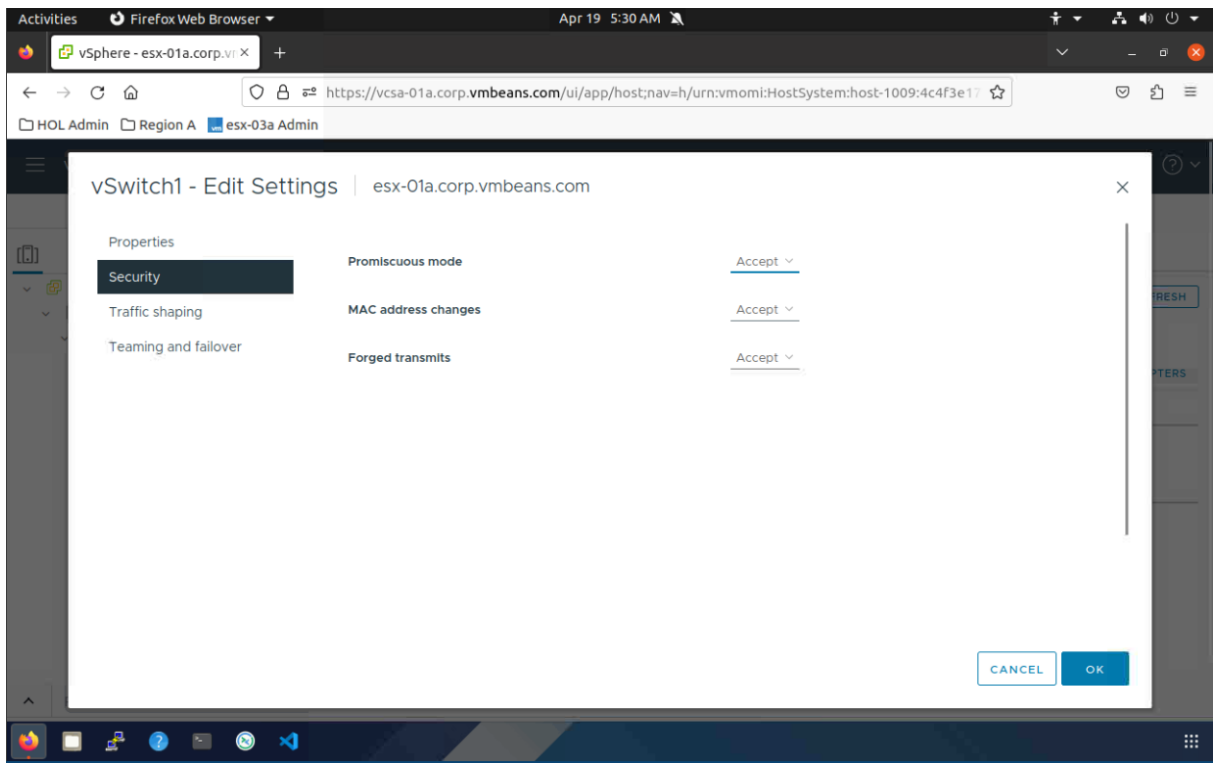 Activities Firefox Web Browser Apr 19 5:30 AM
vSphere - esx-01a.corp.vm
https://vcsa-01a.corp.vmbeans.com/ui/app/host;nav=h/urn:vmomi:HostSystem:host-1009:4c4f3e17
HOL Admin Region A esx-03a Admin
vSwitch1 - Edit Settings esx-01a.corp.vmbeans.com
Properties
Promiscuous mode Accept
Security
MAC address changes Accept
Traffic shaping
Teaming and failover
Forged transmits Accept
FRESH
PTERS
CANCEL OK